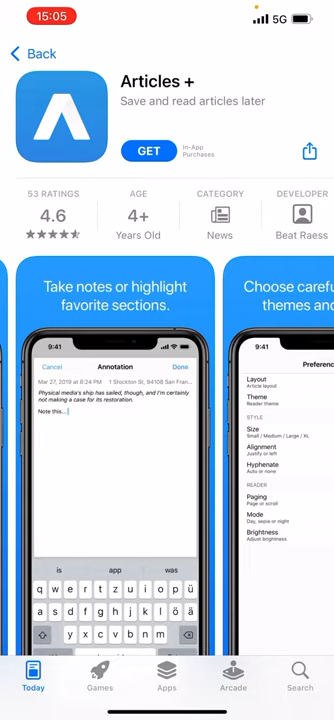 15:05
5G
Back
Articles +
Save and read articles later
GET
In-App
Purchases
53 RATINGS
4.6
AGE
4+
Years Old
CATEGORY
News
DEVELOPER
Beat Raess
Take notes or highlight
favorite sections.
9:41
Cancel
Annotation
Done
Mar 27, 2019 at 8:24 PM 1 Stockton St, 94108 San Fran...
Physical media's ship has sailed, though, and I'm certainly
not making a case for its restoration.
Note this...
is app was
q w e r t z u i o p ü
a s d f g h j k l ö ä
y x c v b n m
Choose carefu
themes and
9:41
Preferenc
Layout
Article layout
Theme
Reader theme
STYLE
Size
Small / Medium / Large / XL
Alignment
Justify or left
Hyphenate
Auto or none
READER
Paging
Page or scroll
Mode
Day, sepia or night
Brightness
Adjust brightness
Today
Games
Apps
Arcade
Search